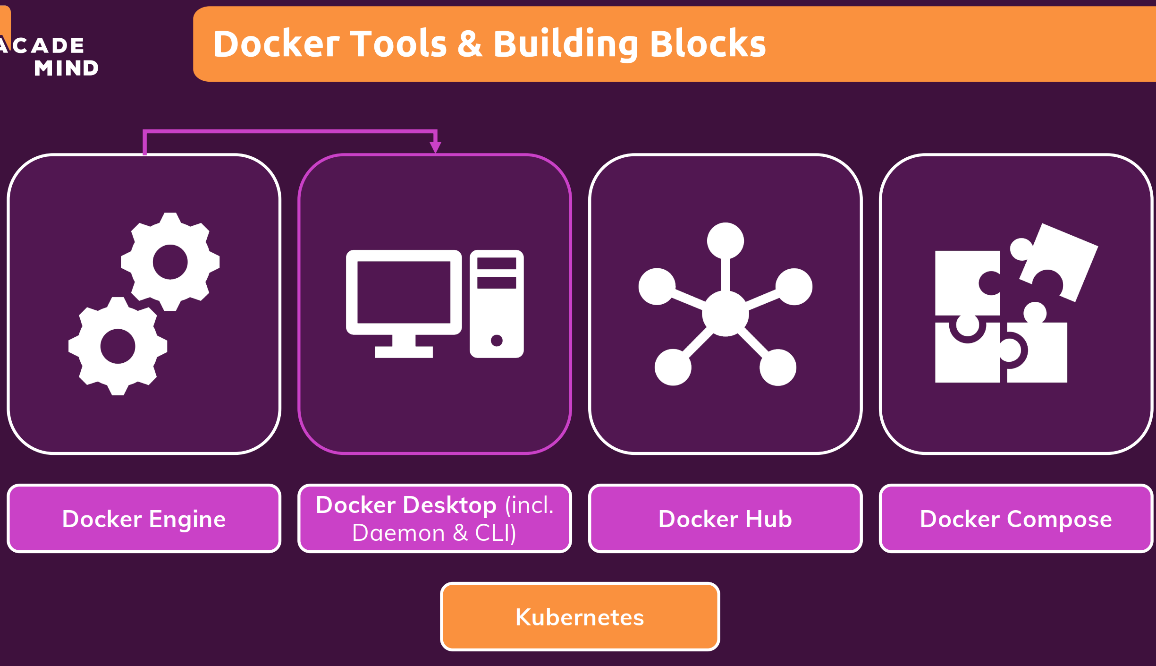 ACADE
MIND
Docker Tools & Building Blocks
Docker Engine
Docker Desktop (incl.
Daemon & CLI)
Docker Hub
Docker Compose
Kubernetes